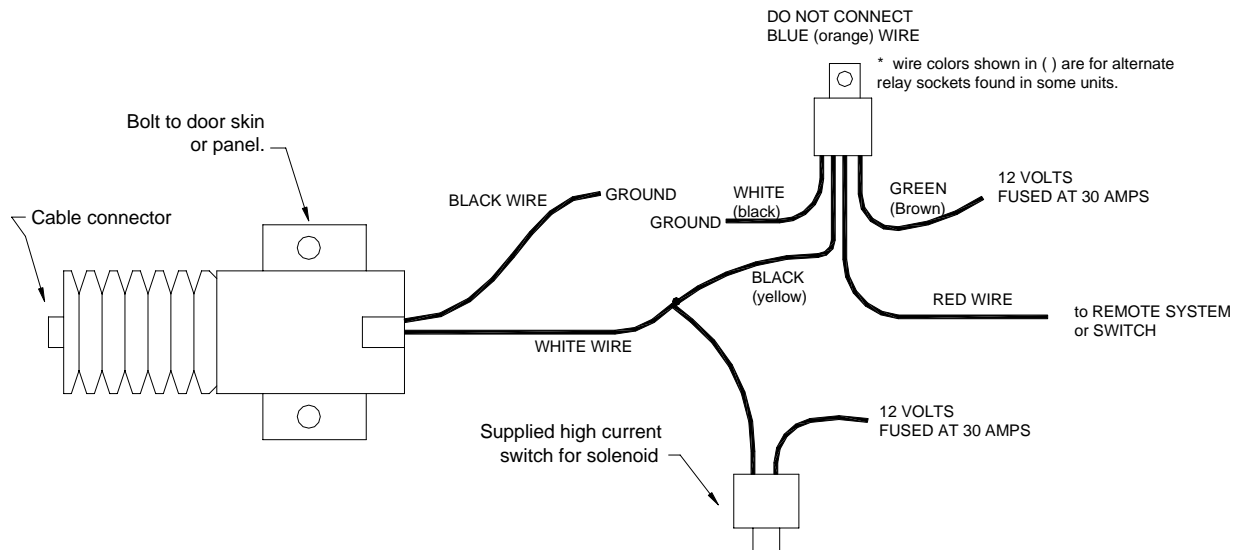 DO NOT CONNECT
BLUE (orange) WIRE
* wire colors shown in ( ) are for alternate
relay sockets found in some units.
Bolt to door skin
or panel.
Cable connector
BLACK WIRE
GROUND
WHITE
(black)
GROUND
GREEN
(Brown)
12 VOLTS
FUSED AT 30 AMPS
BLACK
(yellow)
RED WIRE
to REMOTE SYSTEM
or SWITCH
WHITE WIRE
Supplied high current
switch for solenoid
12 VOLTS
FUSED AT 30 AMPS